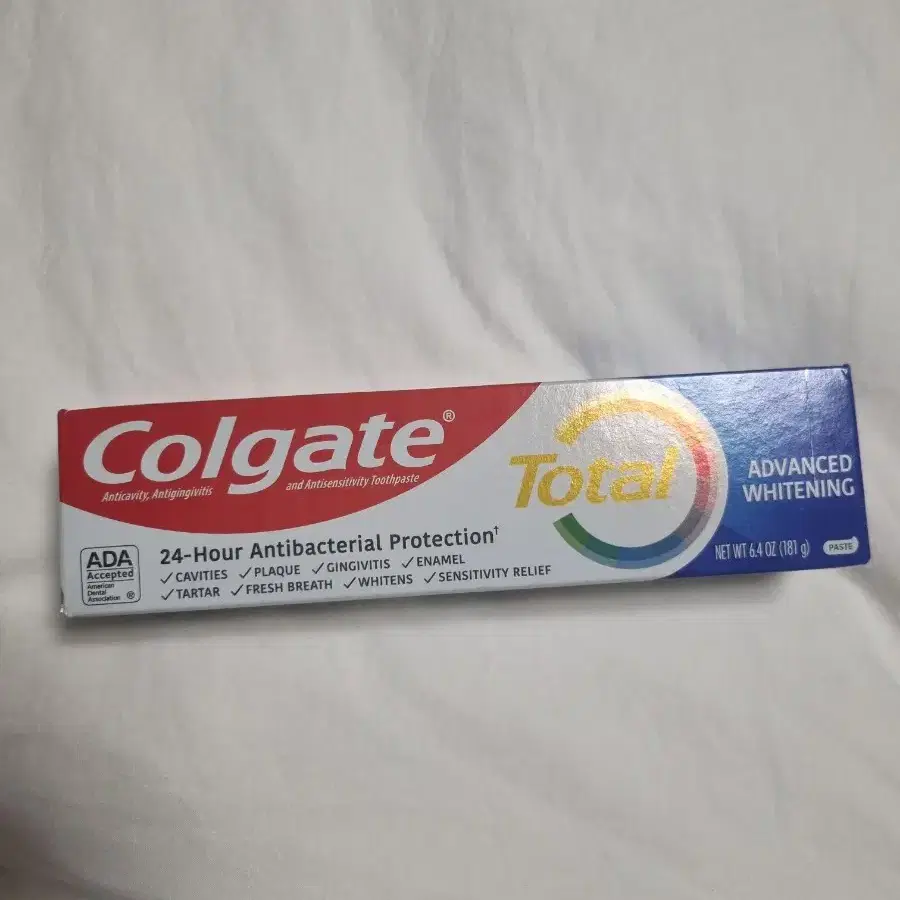 Colgate®
Anticavity, Antigingivitis
and Antisensitivity Toothpaste
Total
ADVANCED
WHITENING
ADA
Accepted
American
Dental
Association ®
24-Hour Antibacterial Protection†
✓CAVITIES ✓PLAQUE ✓GINGIVITIS ✓ENAMEL
✓TARTAR ✓FRESH BREATH ✓WHITENS ✓SENSITIVITY RELIEF
NET WT 6.4 OZ (181 g) PASTE